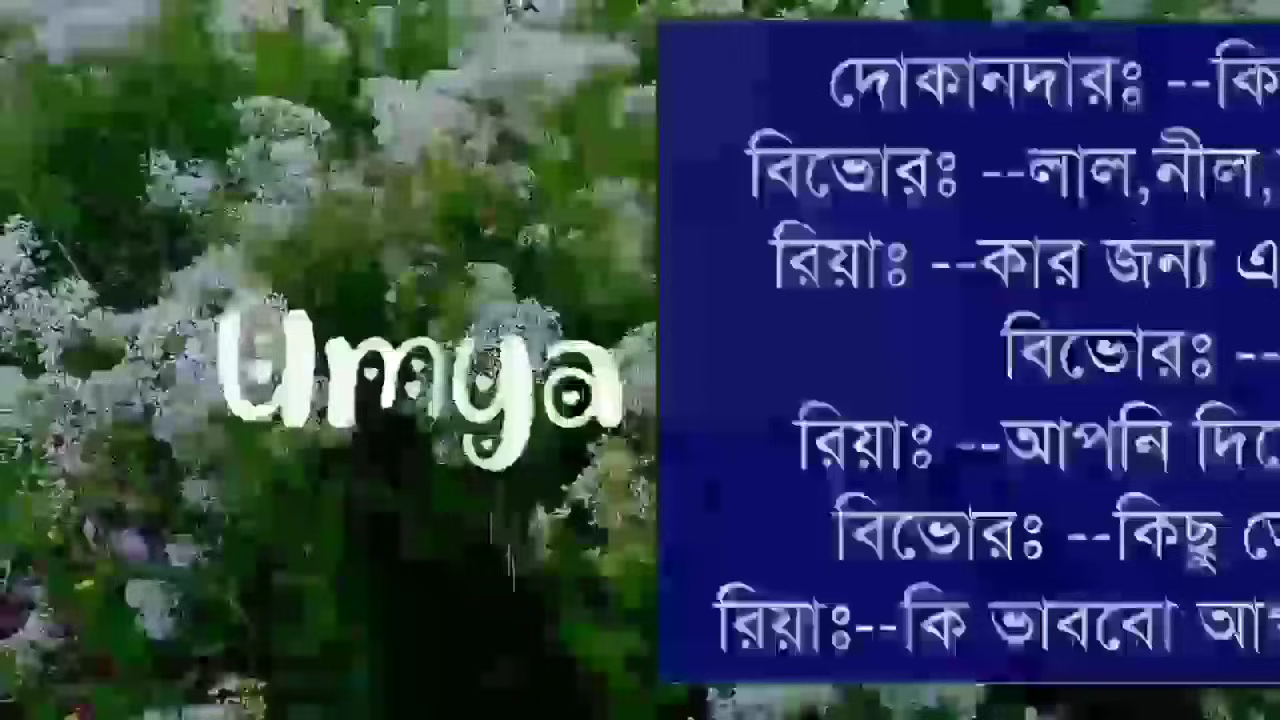 Umya
দোকানদারঃ --কি
বিভোরঃ --লাল,নীল,
রিয়াঃ --কার জন্য এ
বিভোরঃ --
রিয়াঃ --আপনি
বিভোরঃ --কিছু
রিয়াঃ--কি ভাববো